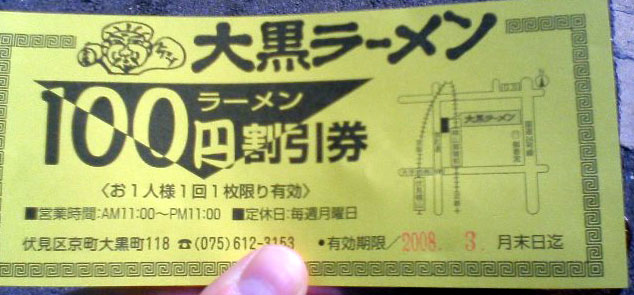 大黒ラーメン
ラーメン
100円割引券
〈お1人様1回1枚限り有効〉
■営業時間:AM11:00〜PM11:00 ■定休日:毎週月曜日
伏見区京町大黒町118 ☎(075)612-3153 •有効期限/2008. 3. 月末日迄
大黒ラーメン